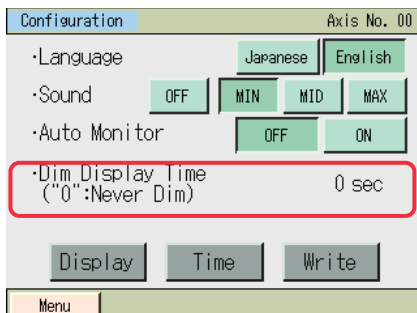 Configuration Axis No. 00
·Language Japanese English
·Sound OFF MIN MID MAX
·Auto Monitor OFF ON
·Dim Display Time 0 sec
("0":Never Dim)
Display Time Write
Menu